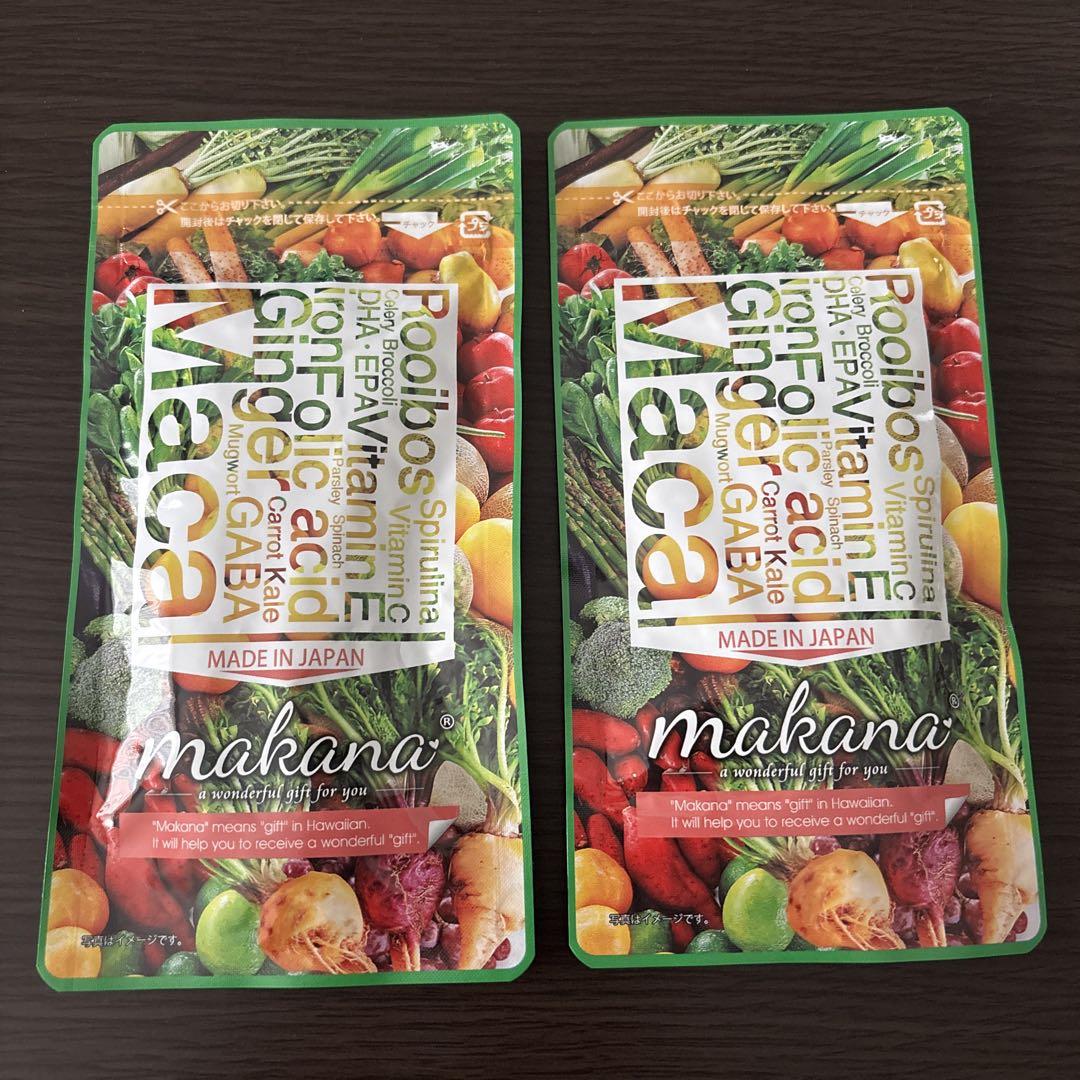 ここからお切り下さい。
開封後はチャックを閉じて保存して下さい。
チャック
プラ
Rooibos Spirulina
Celery Broccoli Vitamin C
DHA・EPA Vitamin E
Parsley Spinach
iron Folic acid
Carrot Kale
Ginger GABA
Mugwort
Maca
MADE IN JAPAN
makana®
a wonderful gift for you
"Makana" means "gift" in Hawaiian.
It will help you to receive a wonderful "gift".
写真はイメージです。
ここからお切り下さい。
開封後はチャックを閉じて保存して下さい。
チャック
プラ
Rooibos Spirulina
Celery Broccoli Vitamin C
DHA・EPA Vitamin E
Parsley Spinach
iron Folic acid
Carrot Kale
Ginger GABA
Mugwort
Maca
MADE IN JAPAN
makana®
a wonderful gift for you
"Makana" means "gift" in Hawaiian.
It will help you to receive a wonderful "gift".
写真はイメージです。